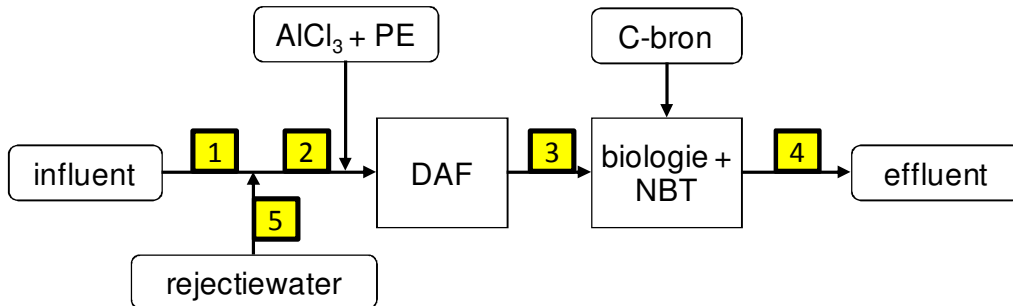 AlCl₃ + PE
C-bron
1
2
3
4
influent
DAF
biologie +
NBT
effluent
5
rejectiewater